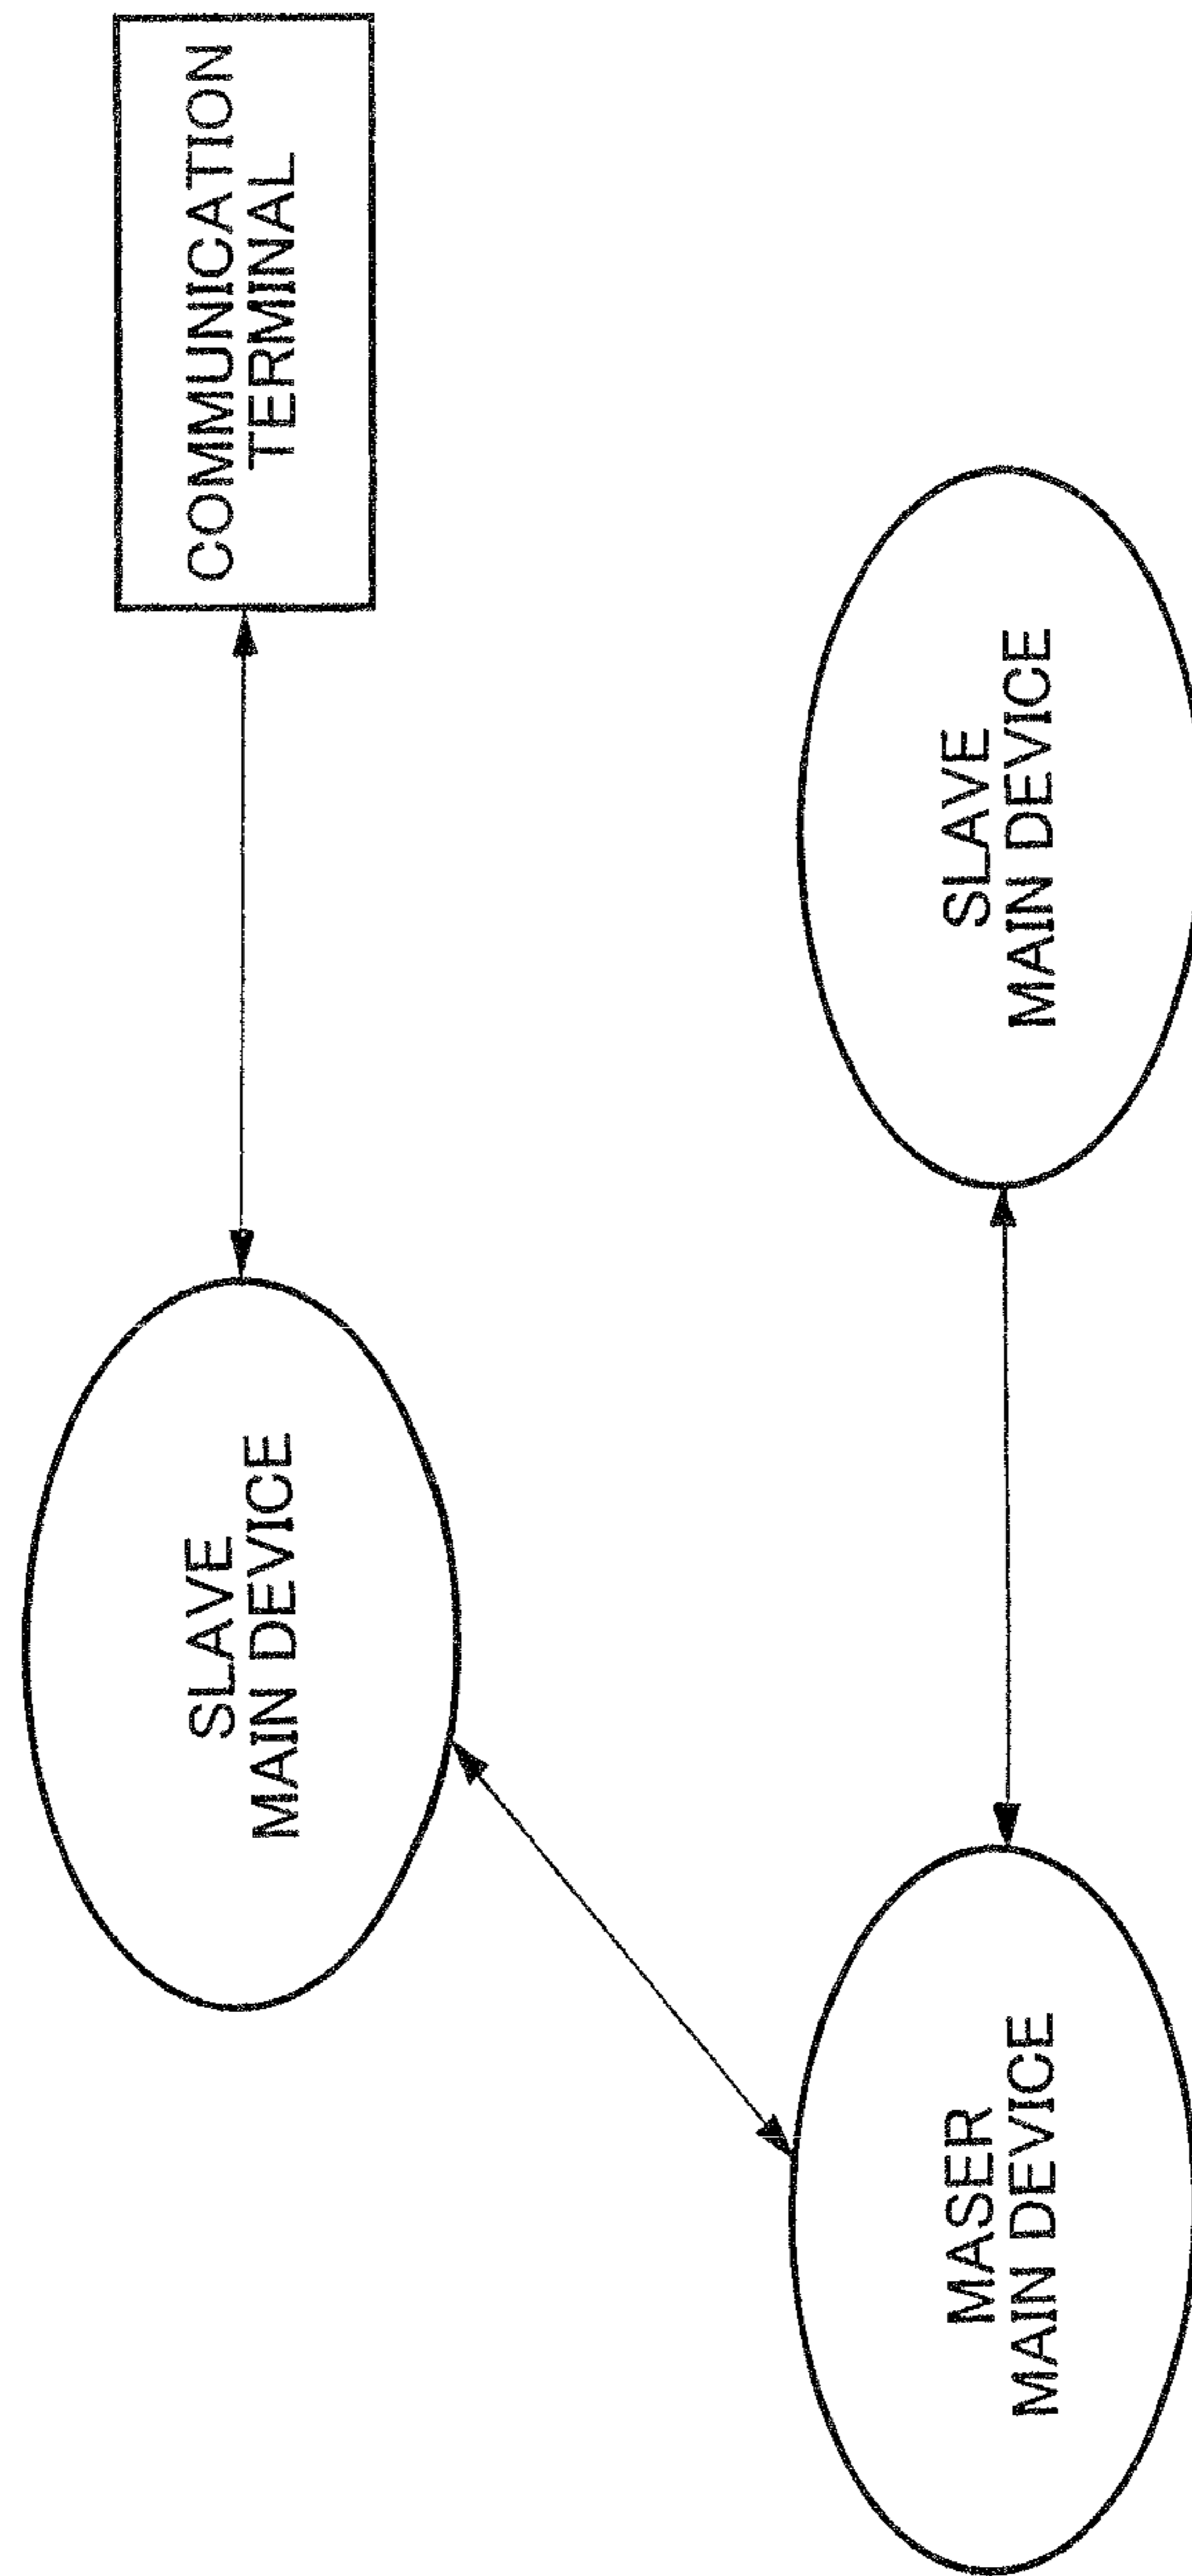 SLAVE
MAIN DEVICE
COMMUNICATION
TERMINAL
MASER
MAIN DEVICE
SLAVE
MAIN DEVICE